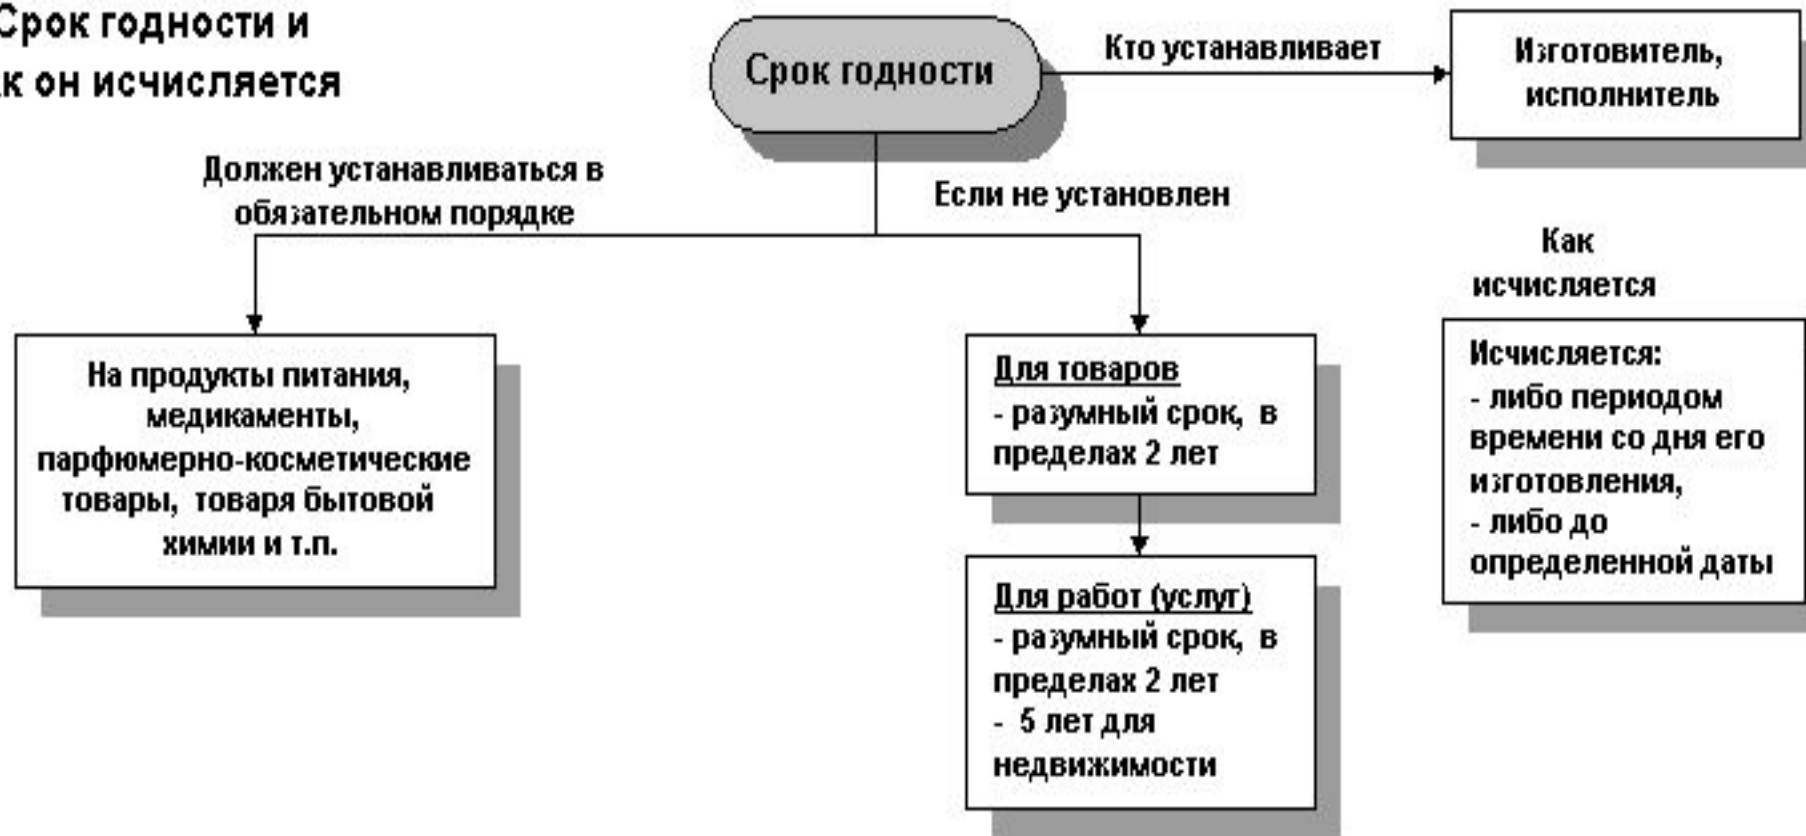 Срок годности и
к он исчисляется
Срок годности
Кто устанавливает
Изготовитель,
исполнитель
Должен устанавливаться в
обязательном порядке
Если не установлен
На продукты питания,
медикаменты,
парфюмерно-косметические
товары, товаря бытовой
химии и т.п.
Для товаров
- разумный срок, в
пределах 2 лет
Для работ (услуг)
- разумный срок, в
пределах 2 лет
- 5 лет для
недвижимости
Как
исчисляется
Исчисляется:
- либо периодом
времени со дня его
изготовления,
- либо до
определенной даты